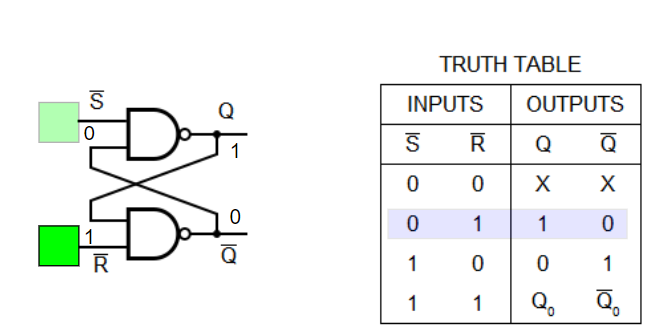 TRUTH TABLE
INPUTS OUTPUTS
S̅ R̅ Q Q̅
0 0 X X
0 1 1 0
1 0 0 1
1 1 Q₀ Q̅₀
S̅
0
Q
1
0
1
R̅
Q̅